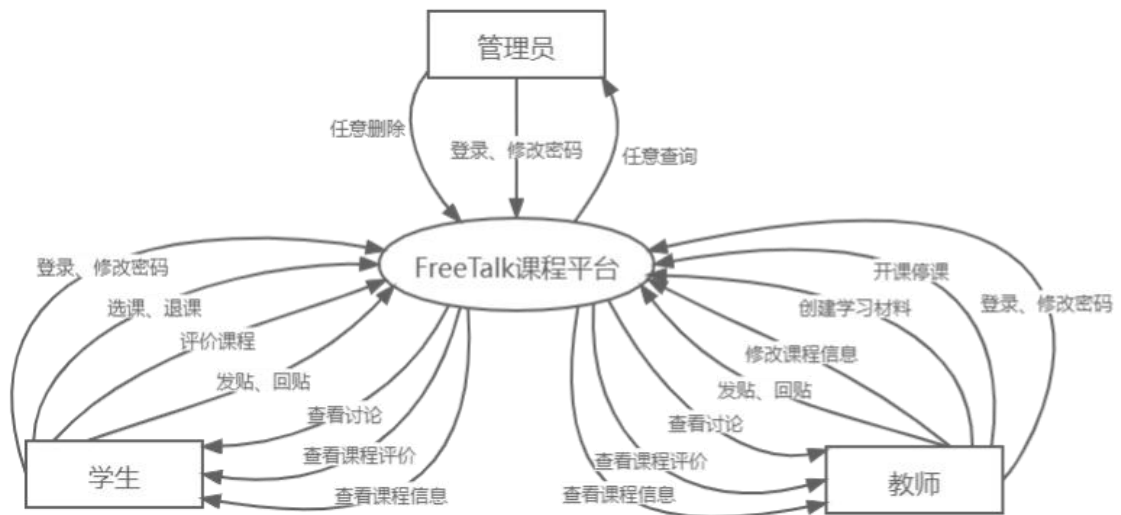 管理员
任意删除
登录、修改密码
任意查询
FreeTalk课程平台
登录、修改密码
选课、退课
评价课程
发贴、回贴
查看讨论
查看课程评价
查看课程信息
学生
开课停课
登录、修改密码
创建学习材料
修改课程信息
发贴、回贴
查看讨论
查看课程评价
查看课程信息
教师